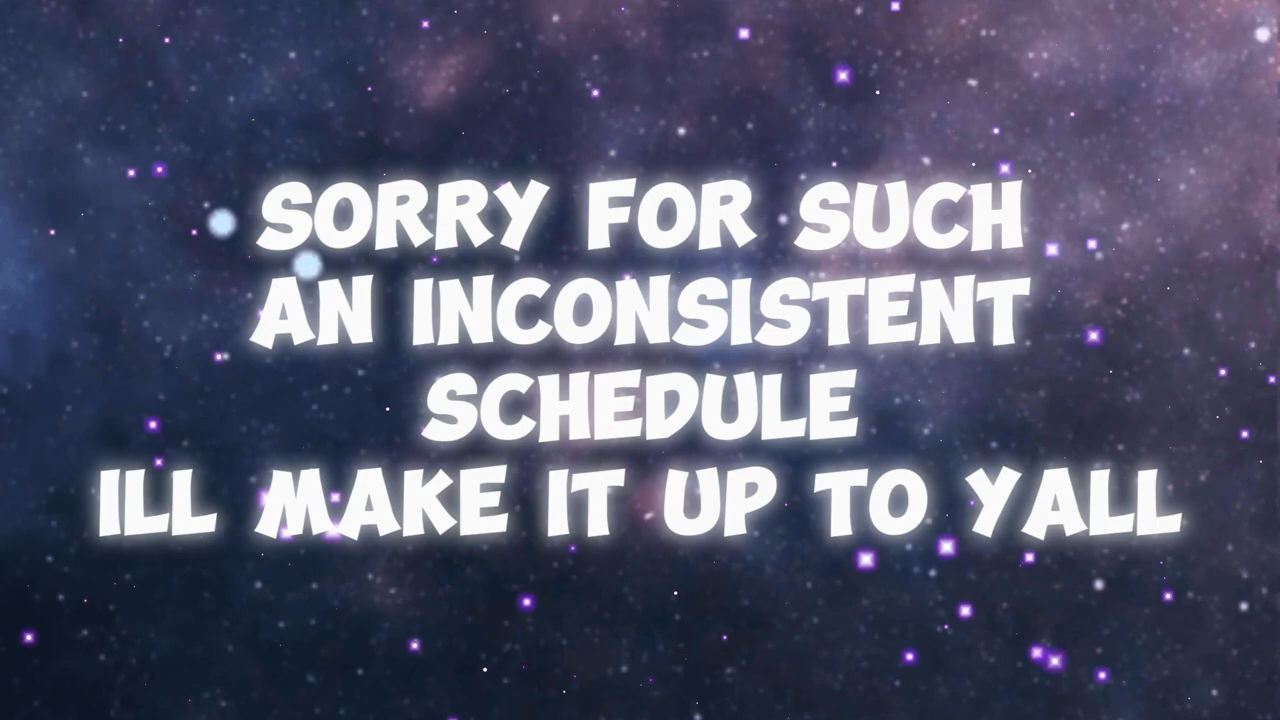 SORRY FOR SUCH
AN INCONSISTENT
SCHEDULE
ILL MAKE IT UP TO YALL